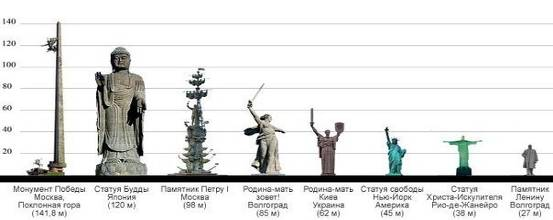 140
120
100
80
60
40
20
Монумент Победы
Москва,
Поклонная гора
(141,8 м)
Статуя Будды
Япония
(120 м)
Памятник Петру I
Москва
(98 м)
Родина-мать
зовет!
Волгоград
(85 м)
Родина-мать
Киев
Украина
(62 м)
Статуя свободы
Нью-Йорк
Америка
(45 м)
Статуя
Христа-Искупителя
Рио-де-Жанейро
(38 м)
Памятник
Ленину
Волгоград
(27 м)